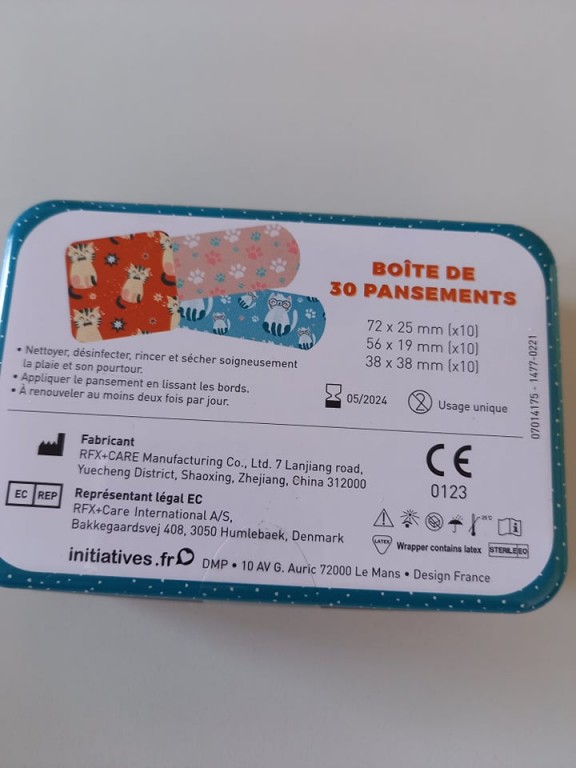 BOÎTE DE
30 PANSEMENTS
72 x 25 mm (x10)
56 x 19 mm (x10)
38 x 38 mm (x10)
• Nettoyer, désinfecter, rincer et sécher soigneusement
la plaie et son pourtour.
• Appliquer le pansement en lissant les bords.
• À renouveler au moins deux fois par jour.
05/2024
Usage unique
07014175 - 1477-0221
Fabricant
RFX+CARE Manufacturing Co., Ltd. 7 Lanjiang road,
Yuecheng District, Shaoxing, Zhejiang, China 312000
CE
0123
EC REP
Représentant légal EC
RFX+Care International A/S,
Bakkegaardsvej 408, 3050 Humlebaek, Denmark
LATEX
Wrapper contains latex
STERILE EO
initiatives.fr
DMP • 10 AV G. Auric 72000 Le Mans • Design France